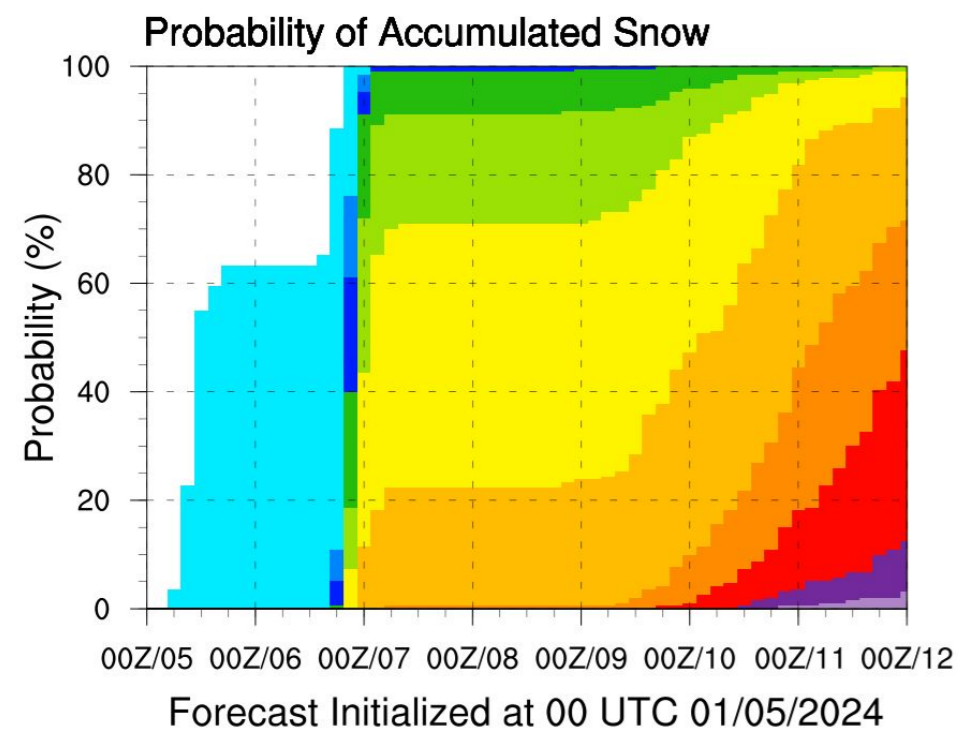 Probability of Accumulated Snow
100
80
60
40
20
0
Probability (%)
00Z/05 00Z/06 00Z/07 00Z/08 00Z/09 00Z/10 00Z/11 00Z/12
Forecast Initialized at 00 UTC 01/05/2024